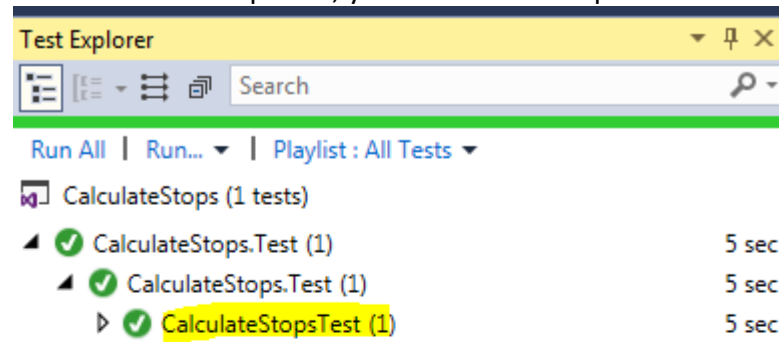 Test Explorer
Search
Run All | Run... | Playlist : All Tests
CalculateStops (1 tests)
CalculateStops.Test (1) 5 sec
CalculateStops.Test (1) 5 sec
CalculateStopsTest (1) 5 sec